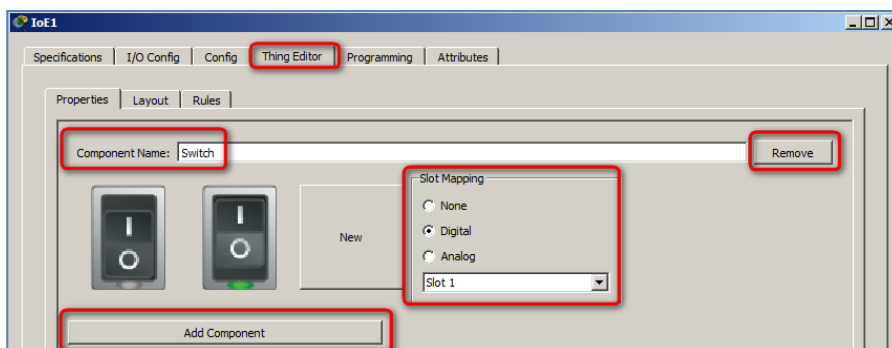 IoE1
Specifications I/O Config Config Thing Editor Programming Attributes
Properties Layout Rules
Component Name: Switch Remove
Slot Mapping
None
New Digital
Analog
Slot 1
Add Component